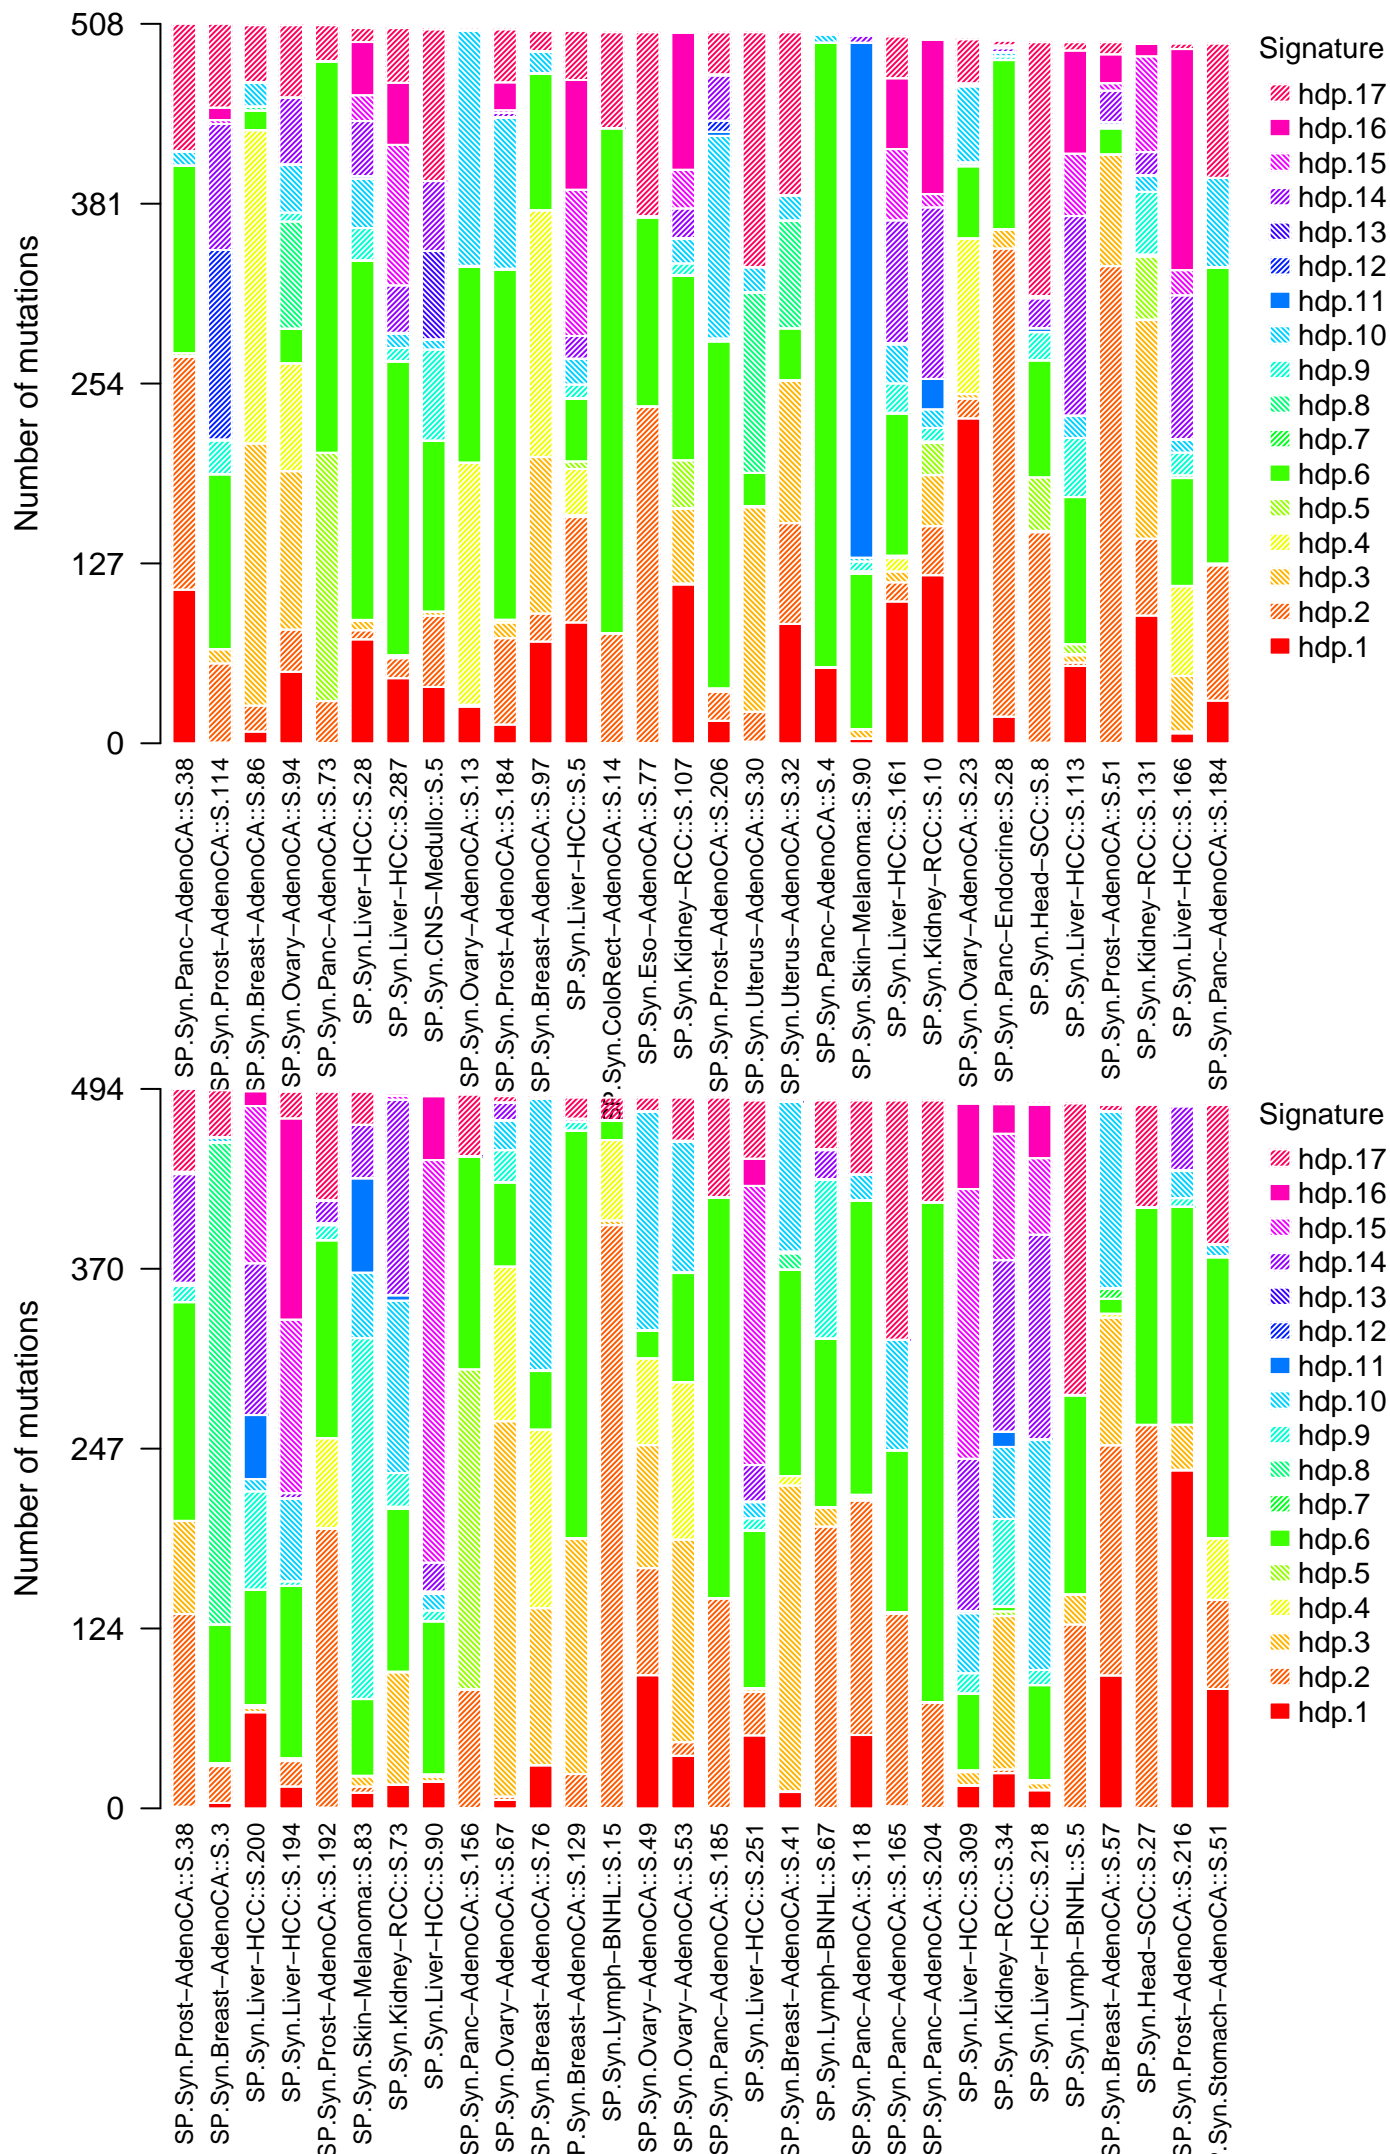 508
381
254
127
0
Number of mutations
Signature
hdp.17
hdp.16
hdp.15
hdp.14
hdp.13
hdp.12
hdp.11
hdp.10
hdp.9
hdp.8
hdp.7
hdp.6
hdp.5
hdp.4
hdp.3
hdp.2
hdp.1
SP.Syn.Panc−AdenoCA::S.38
SP.Syn.Prost−AdenoCA::S.114
SP.Syn.Breast−AdenoCA::S.86
SP.Syn.Ovary−AdenoCA::S.94
SP.Syn.Panc−AdenoCA::S.73
SP.Syn.Liver−HCC::S.28
SP.Syn.Liver−HCC::S.287
SP.Syn.CNS−Medullo::S.5
SP.Syn.Ovary−AdenoCA::S.13
SP.Syn.Prost−AdenoCA::S.184
SP.Syn.Breast−AdenoCA::S.97
SP.Syn.Liver−HCC::S.5
SP.Syn.ColoRect−AdenoCA::S.14
SP.Syn.Eso−AdenoCA::S.77
SP.Syn.Kidney−RCC::S.107
SP.Syn.Prost−AdenoCA::S.206
SP.Syn.Uterus−AdenoCA::S.30
SP.Syn.Uterus−AdenoCA::S.32
SP.Syn.Panc−AdenoCA::S.4
SP.Syn.Skin−Melanoma::S.90
SP.Syn.Liver−HCC::S.161
SP.Syn.Kidney−RCC::S.10
SP.Syn.Ovary−AdenoCA::S.23
SP.Syn.Panc−Endocrine::S.28
SP.Syn.Head−SCC::S.8
SP.Syn.Liver−HCC::S.113
SP.Syn.Prost−AdenoCA::S.51
SP.Syn.Kidney−RCC::S.131
SP.Syn.Liver−HCC::S.166
SP.Syn.Panc−AdenoCA::S.184
494
370
247
124
0
Number of mutations
Signature
hdp.17
hdp.16
hdp.15
hdp.14
hdp.13
hdp.12
hdp.11
hdp.10
hdp.9
hdp.8
hdp.7
hdp.6
hdp.5
hdp.4
hdp.3
hdp.2
hdp.1
SP.Syn.Prost−AdenoCA::S.38
SP.Syn.Breast−AdenoCA::S.3
SP.Syn.Liver−HCC::S.200
SP.Syn.Liver−HCC::S.194
SP.Syn.Prost−AdenoCA::S.192
SP.Syn.Skin−Melanoma::S.83
SP.Syn.Kidney−RCC::S.73
SP.Syn.Liver−HCC::S.90
SP.Syn.Panc−AdenoCA::S.156
SP.Syn.Ovary−AdenoCA::S.67
SP.Syn.Breast−AdenoCA::S.76
P.Syn.Breast−AdenoCA::S.129
SP.Syn.Lymph−BNHL::S.15
SP.Syn.Ovary−AdenoCA::S.49
SP.Syn.Ovary−AdenoCA::S.53
SP.Syn.Panc−AdenoCA::S.185
SP.Syn.Liver−HCC::S.251
SP.Syn.Breast−AdenoCA::S.41
SP.Syn.Lymph−BNHL::S.67
SP.Syn.Panc−AdenoCA::S.118
SP.Syn.Panc−AdenoCA::S.165
SP.Syn.Panc−AdenoCA::S.204
SP.Syn.Liver−HCC::S.309
SP.Syn.Kidney−RCC::S.34
SP.Syn.Liver−HCC::S.218
SP.Syn.Lymph−BNHL::S.5
SP.Syn.Breast−AdenoCA::S.57
SP.Syn.Head−SCC::S.27
SP.Syn.Prost−AdenoCA::S.216
.Syn.Stomach−AdenoCA::S.51